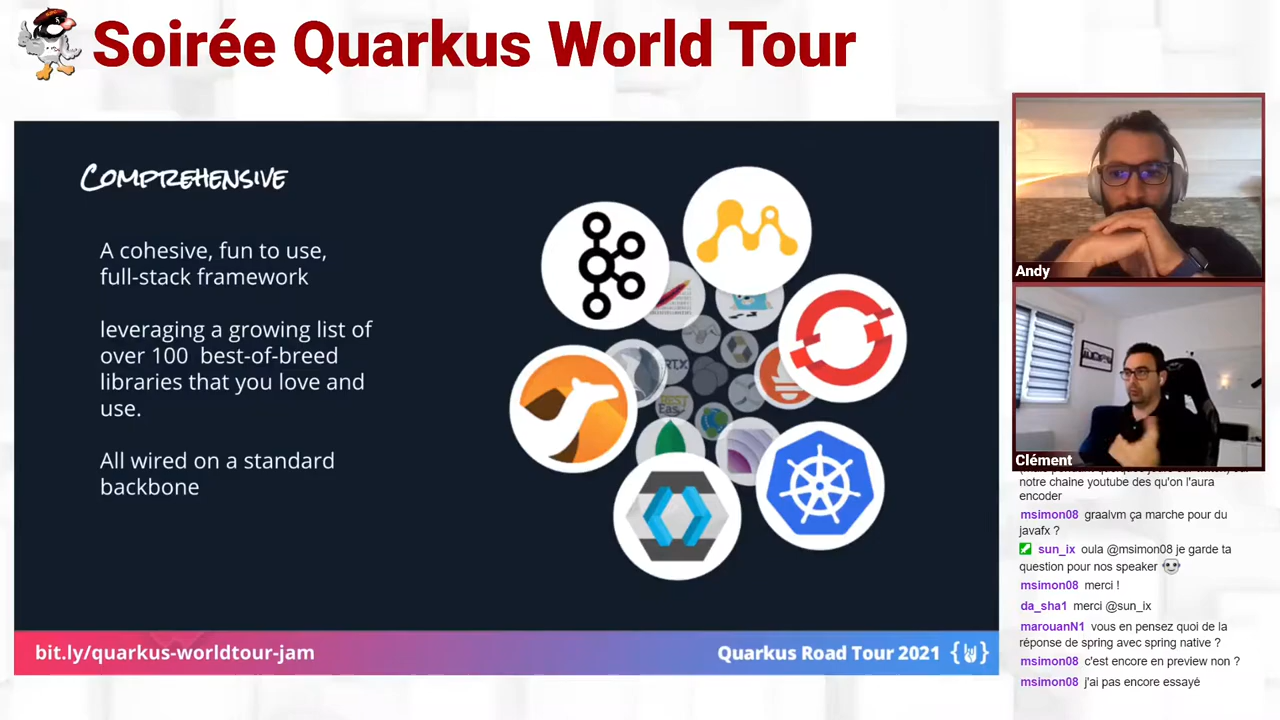 Soirée Quarkus World Tour
COMPREHENSIVE
A cohesive, fun to use,
full-stack framework
leveraging a growing list of
over 100 best-of-breed
libraries that you love and
use.
All wired on a standard
backbone
bit.ly/quarkus-worldtour-jam
Quarkus Road Tour 2021
Andy
Clément
notre chaine youtube des qu'on l'aura
encoder
msimon08 graalvm ça marche pour du
javafx ?
sun_ix oula @msimon08 je garde ta
question pour nos speaker
msimon08 merci !
da_sha1 merci @sun_ix
marouanN1 vous en pensez quoi de la
réponse de spring avec spring native ?
msimon08 c'est encore en preview non ?
msimon08 j'ai pas encore essayé